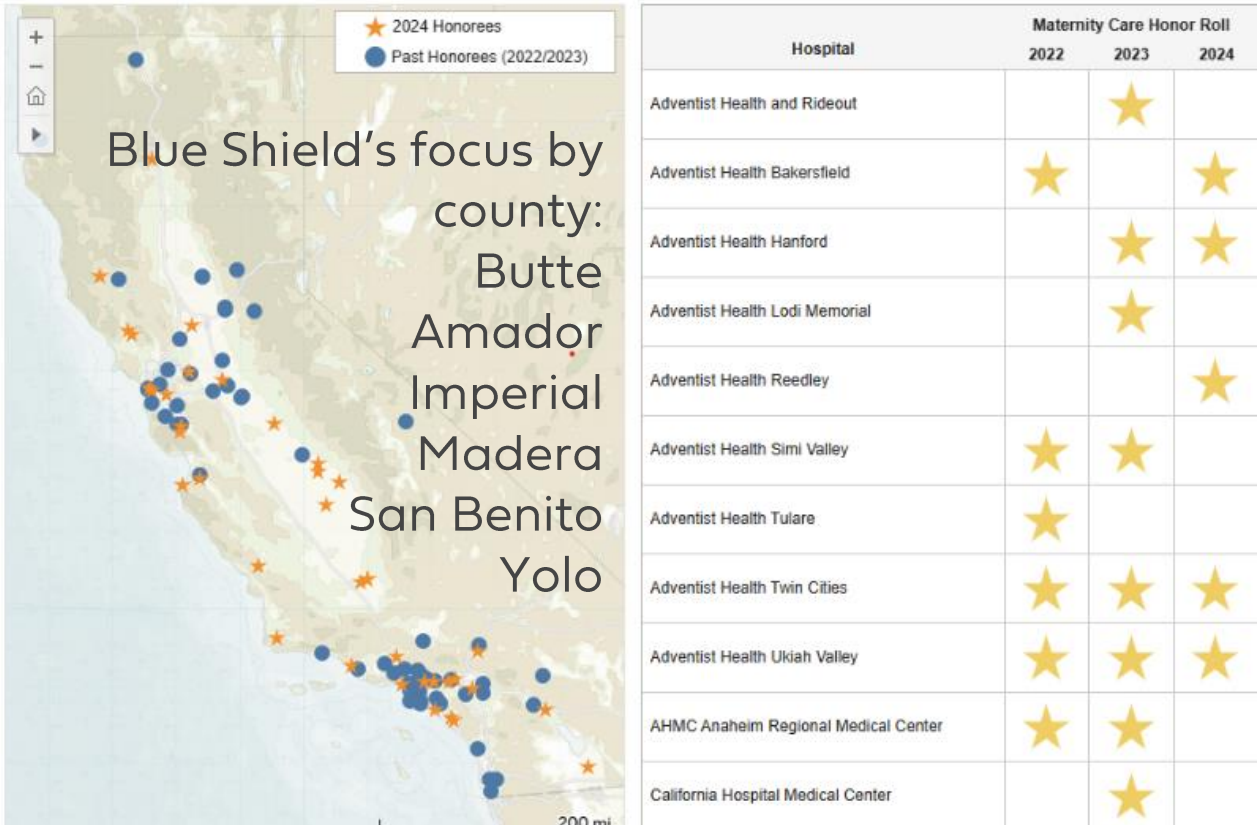 2024 Honorees
Past Honorees (2022/2023)
Blue Shield's focus by
county:
Butte
Amador
Imperial
Madera
San Benito
Yolo
200 mi
Hospital
Maternity Care Honor Roll
2022 2023 2024
Adventist Health and Rideout
Adventist Health Bakersfield
Adventist Health Hanford
Adventist Health Lodi Memorial
Adventist Health Reedley
Adventist Health Simi Valley
Adventist Health Tulare
Adventist Health Twin Cities
Adventist Health Ukiah Valley
AHMC Anaheim Regional Medical Center
California Hospital Medical Center